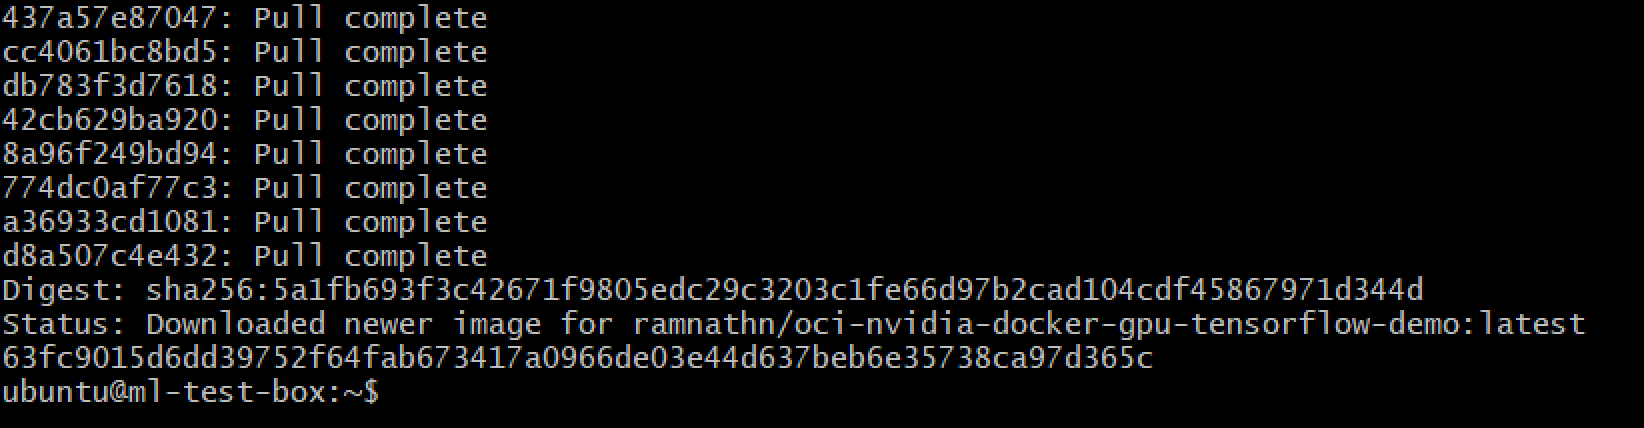 437a57e87047: Pull complete
cc4061bc8bd5: Pull complete
db783f3d7618: Pull complete
42cb629ba920: Pull complete
8a96f249bd94: Pull complete
774dc0af77c3: Pull complete
a36933cd1081: Pull complete
d8a507c4e432: Pull complete
Digest: sha256:5a1fb693f3c42671f9805edc29c3203c1fe66d97b2cad104cdf45867971d344d
Status: Downloaded newer image for ramnathn/oci-nvidia-docker-gpu-tensorflow-demo:latest
63fc9015d6dd39752f64fab673417a0966de03e44d637beb6e35738ca97d365c
ubuntu@ml-test-box:~$